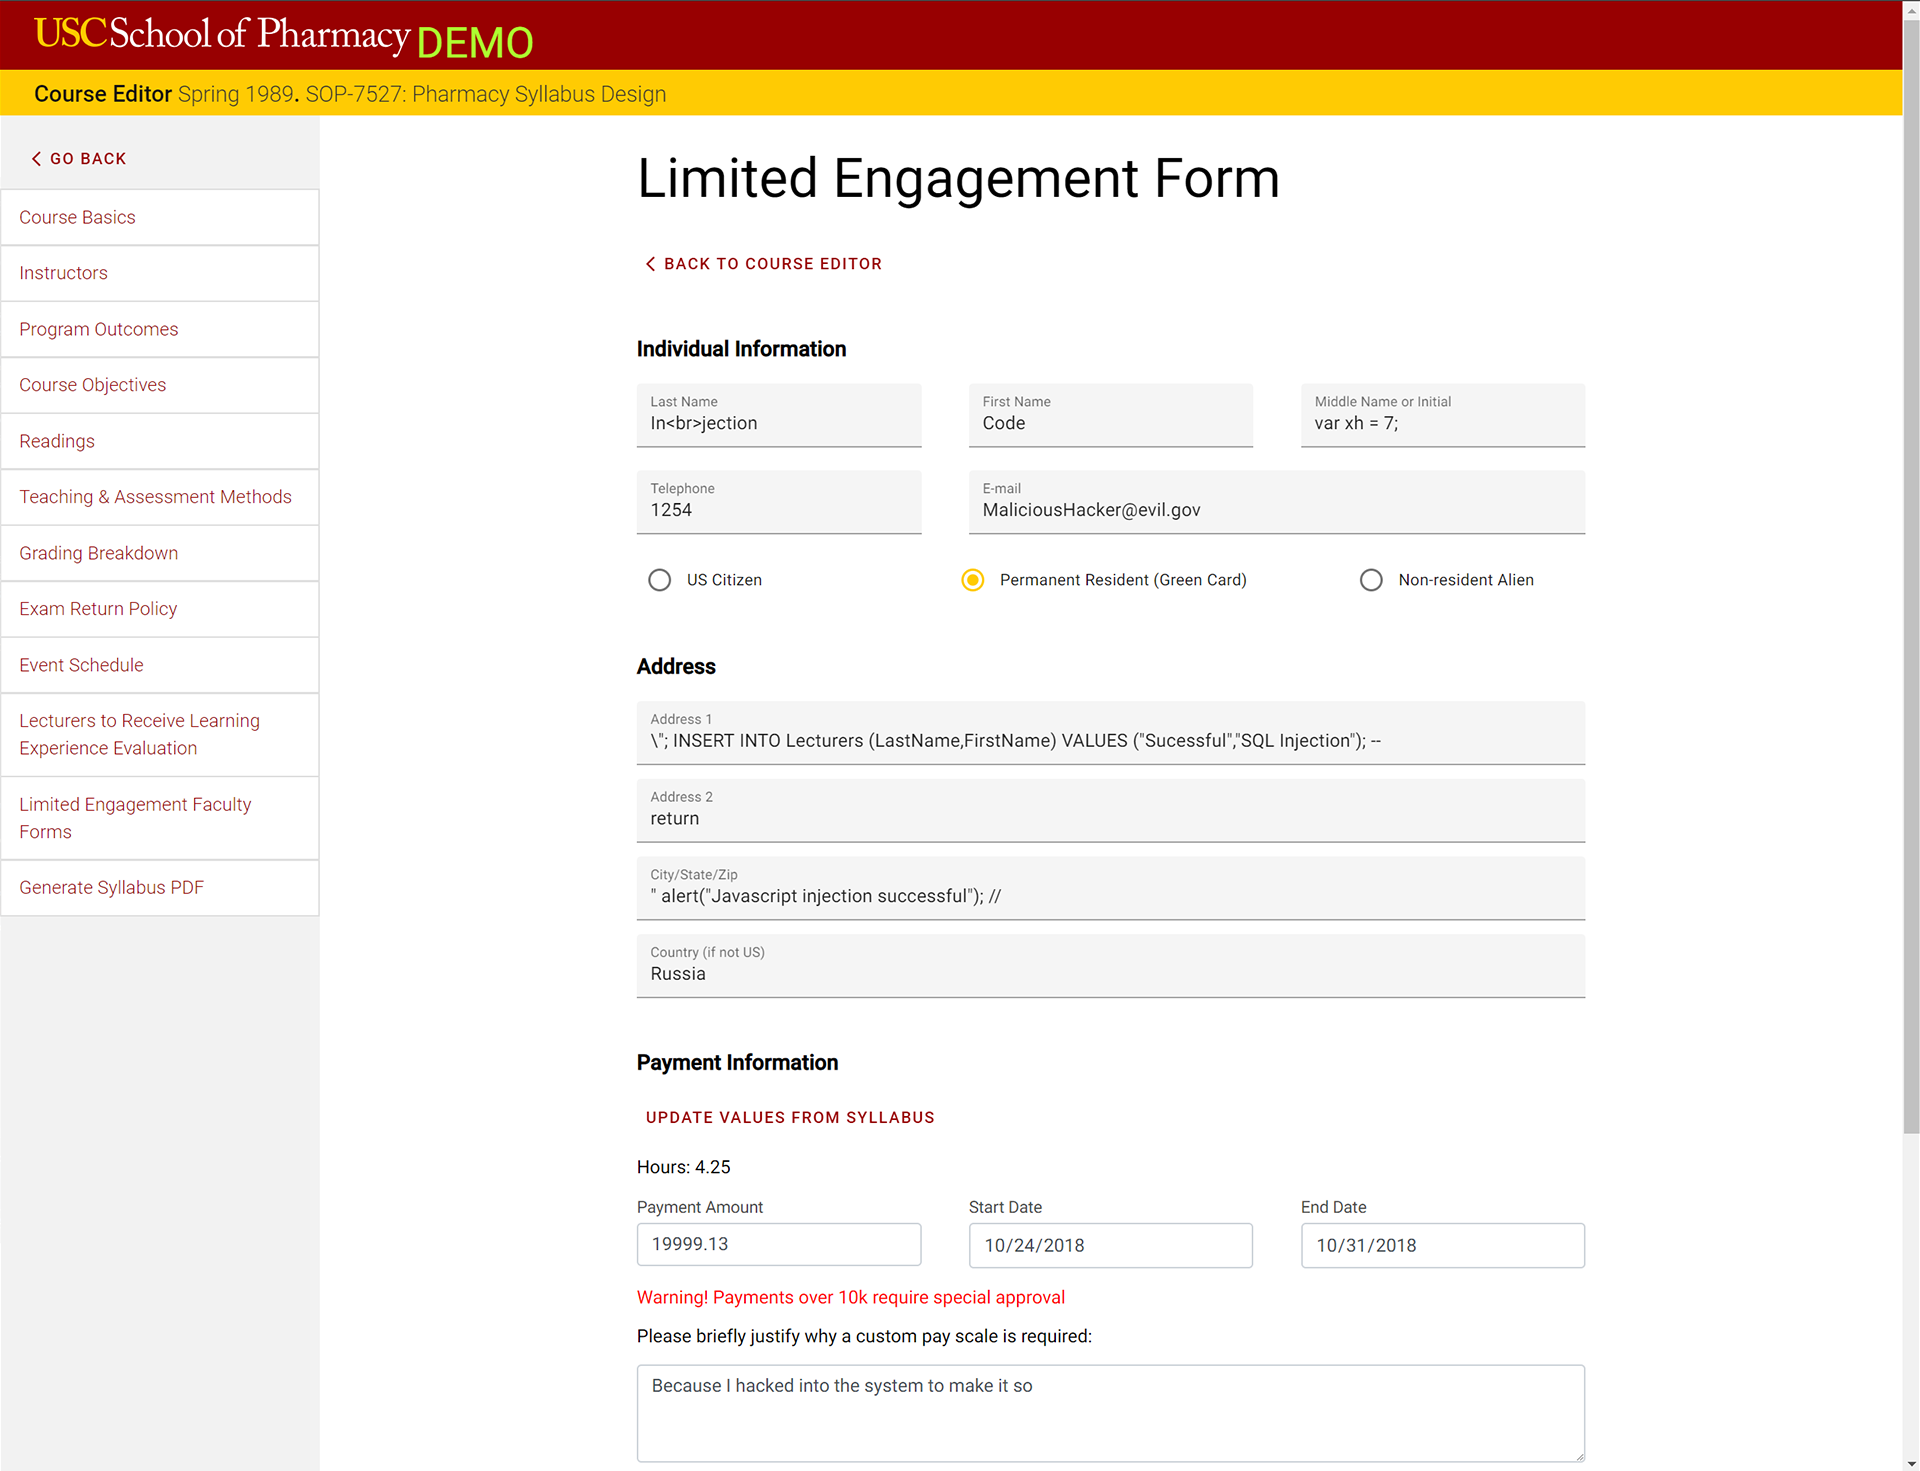 USC School of Pharmacy DEMO
Course Editor Spring 1989. SOP-7527: Pharmacy Syllabus Design
GO BACK
Course Basics
Instructors
Program Outcomes
Course Objectives
Readings
Teaching & Assessment Methods
Grading Breakdown
Exam Return Policy
Event Schedule
Lecturers to Receive Learning
Experience Evaluation
Limited Engagement Faculty
Forms
Generate Syllabus PDF
Limited Engagement Form
BACK TO COURSE EDITOR
Individual Information
Last Name
In<br>jection
First Name
Code
Middle Name or Initial
var xh = 7;
Telephone
1254
E-mail
MaliciousHacker@evil.gov
US Citizen
Permanent Resident (Green Card)
Non-resident Alien
Address
Address 1
\"; INSERT INTO Lecturers (LastName,FirstName) VALUES ("Sucessful","SQL Injection"); --
Address 2
return
City/State/Zip
" alert("Javascript injection successful"); //
Country (if not US)
Russia
Payment Information
UPDATE VALUES FROM SYLLABUS
Hours: 4.25
Payment Amount
19999.13
Start Date
10/24/2018
End Date
10/31/2018
Warning! Payments over 10k require special approval
Please briefly justify why a custom pay scale is required:
Because I hacked into the system to make it so